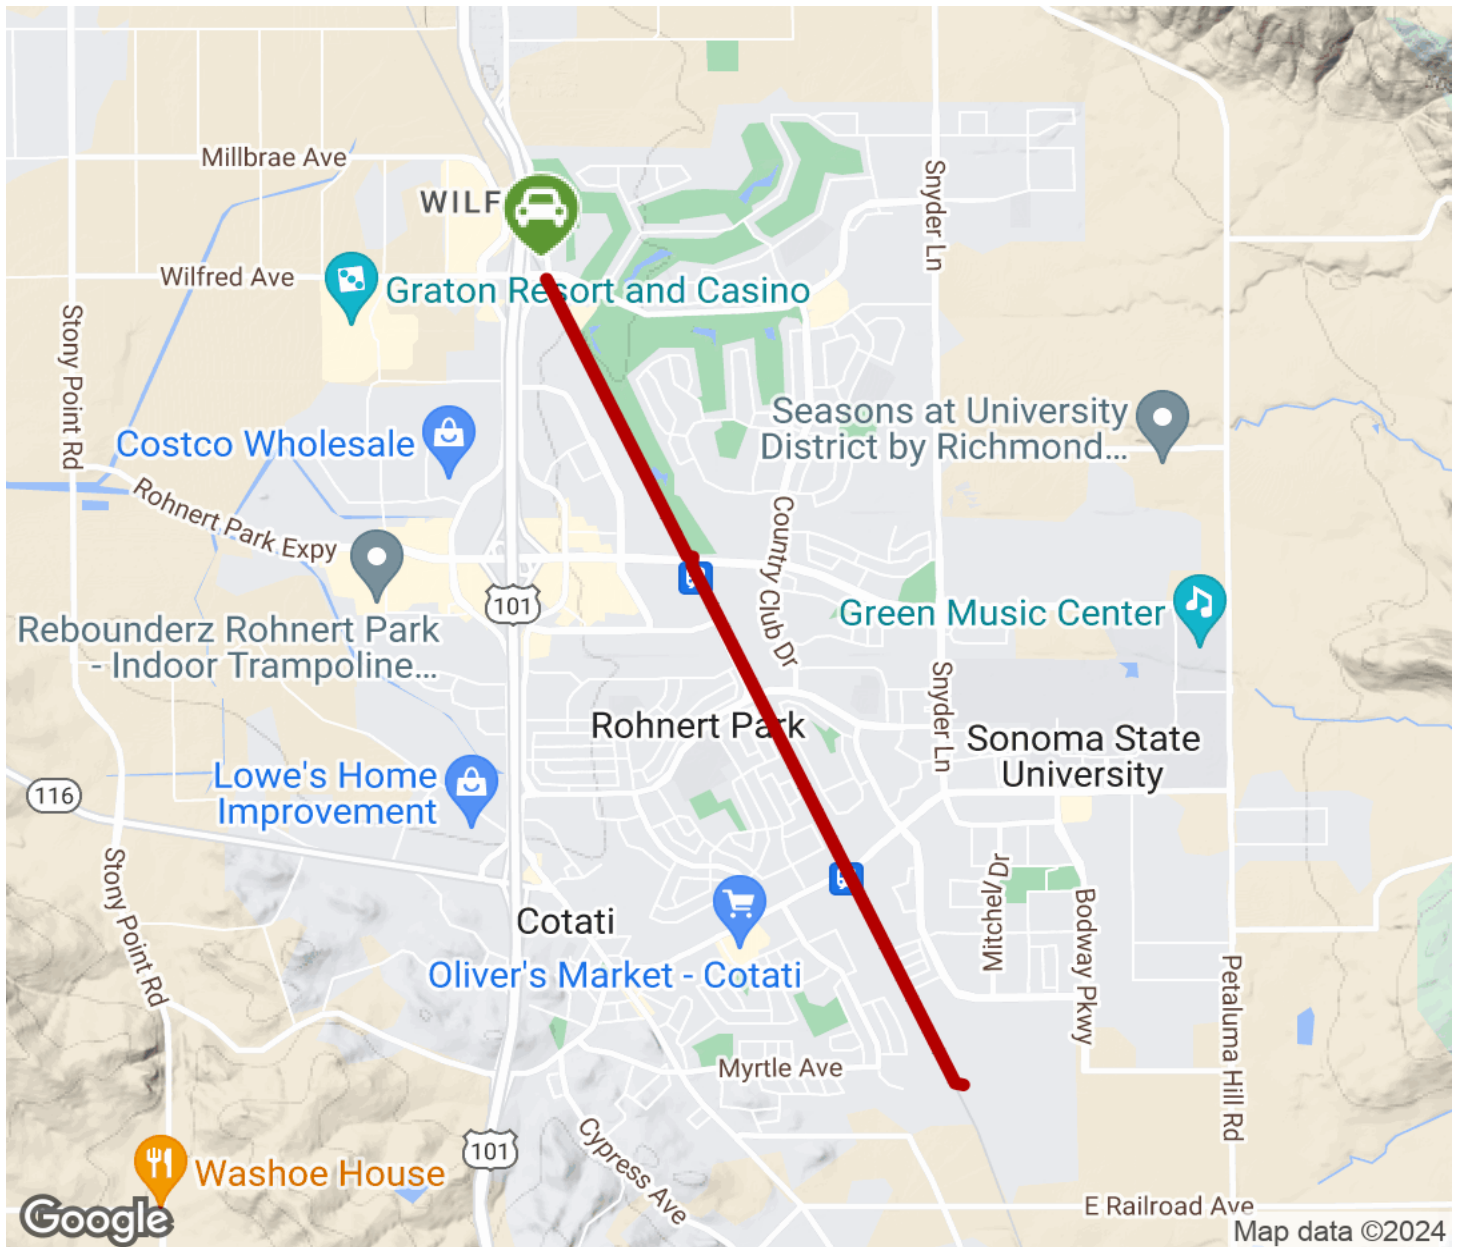 Millbrae Ave
WILF
Snyder Ln
Wilfred Ave
Graton Resort and Casino
Stony Point Rd
Seasons at University
District by Richmond...
Costco Wholesale
Rohnert Park Expy
Country Club Dr
101
Green Music Center
Rebounderz Rohnert Park
- Indoor Trampoline...
Snyder Ln
Rohnert Park
Sonoma State
University
Lowe's Home
Improvement
116
Stony Point Rd
Mitchell Dr
Bodway Pkwy
Cotati
Oliver's Market - Cotati
Petaluma Hill Rd
Myrtle Ave
101
Cypress Ave
Washoe House
E Railroad Ave
Google
Map data ©2024